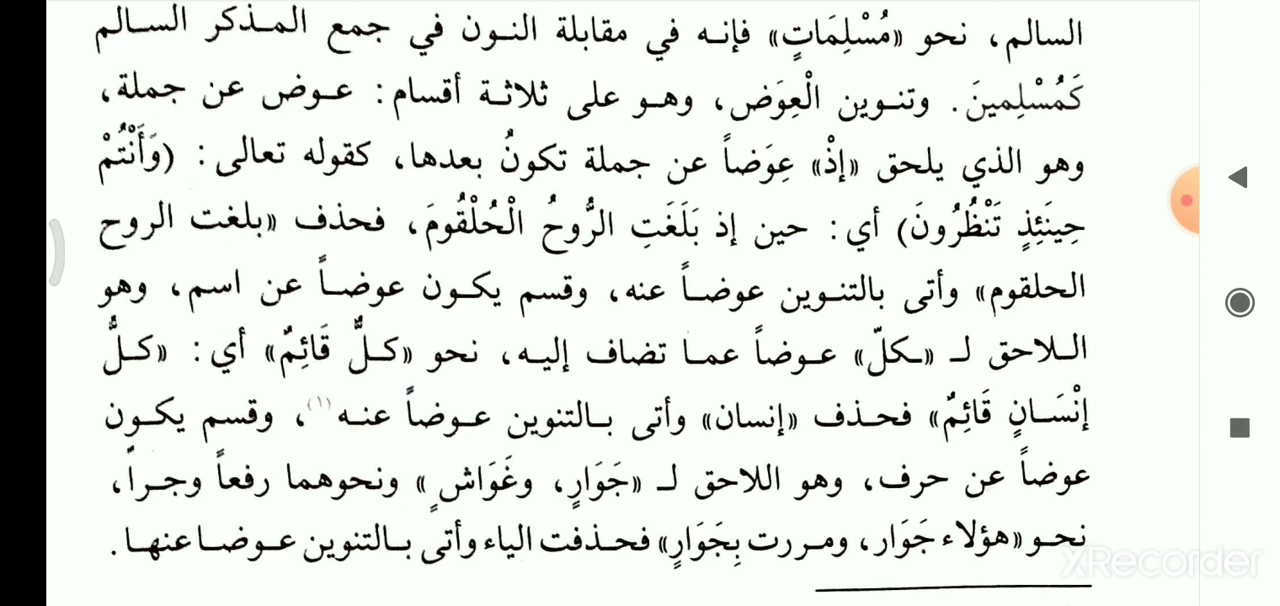 السالم، نحو «مُسْلِمَاتٍ» فإنه في مقابلة النون في جمع المذكر السالم
كَمُسْلِمينَ. وتنوين الْعِوَض، وهو على ثلاثة أقسام: عوض عن جملة،
وهو الذي يلحق «إذْ» عِوَضاً عن جملة تكونُ بعدها، كقوله تعالى: (وَأَنْتُمْ
حِينَئِذٍ تَنْظُرُونَ) أي: حين إذ بَلَغَتِ الرُّوحُ الْحُلْقُومَ، فحذف «بلغت الروح
الحلقوم» وأتى بالتنوين عوضاً عنه، وقسم يكون عوضاً عن اسم، وهو
اللاحق لـ «ـكلّ» عوضاً عما تضاف إليه، نحو «كلٌّ قَائِمٌ» أي: «كلُّ
إنْسَانٍ قَائِمٌ» فحذف «إنسان» وأتى بالتنوين عوضاً عنه (١)، وقسم يكون
عوضاً عن حرف، وهو اللاحق لـ «جَوَارٍ، وغَوَاشٍ» ونحوهما رفعاً وجراً،
نحو «هؤلاء جَوَار، ومررت بِجَوَارٍ» فحذفت الياء وأتى بالتنوين عوضا عنها.
XRecorder